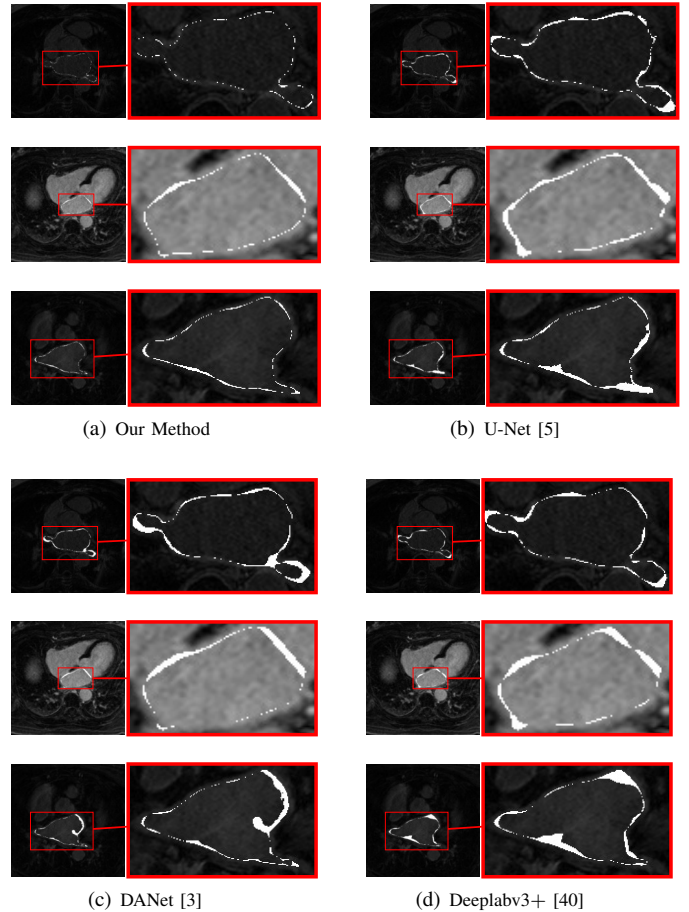 (a) Our Method
(b) U-Net [5]
(c) DANet [3]
(d) Deeplabv3+ [40]